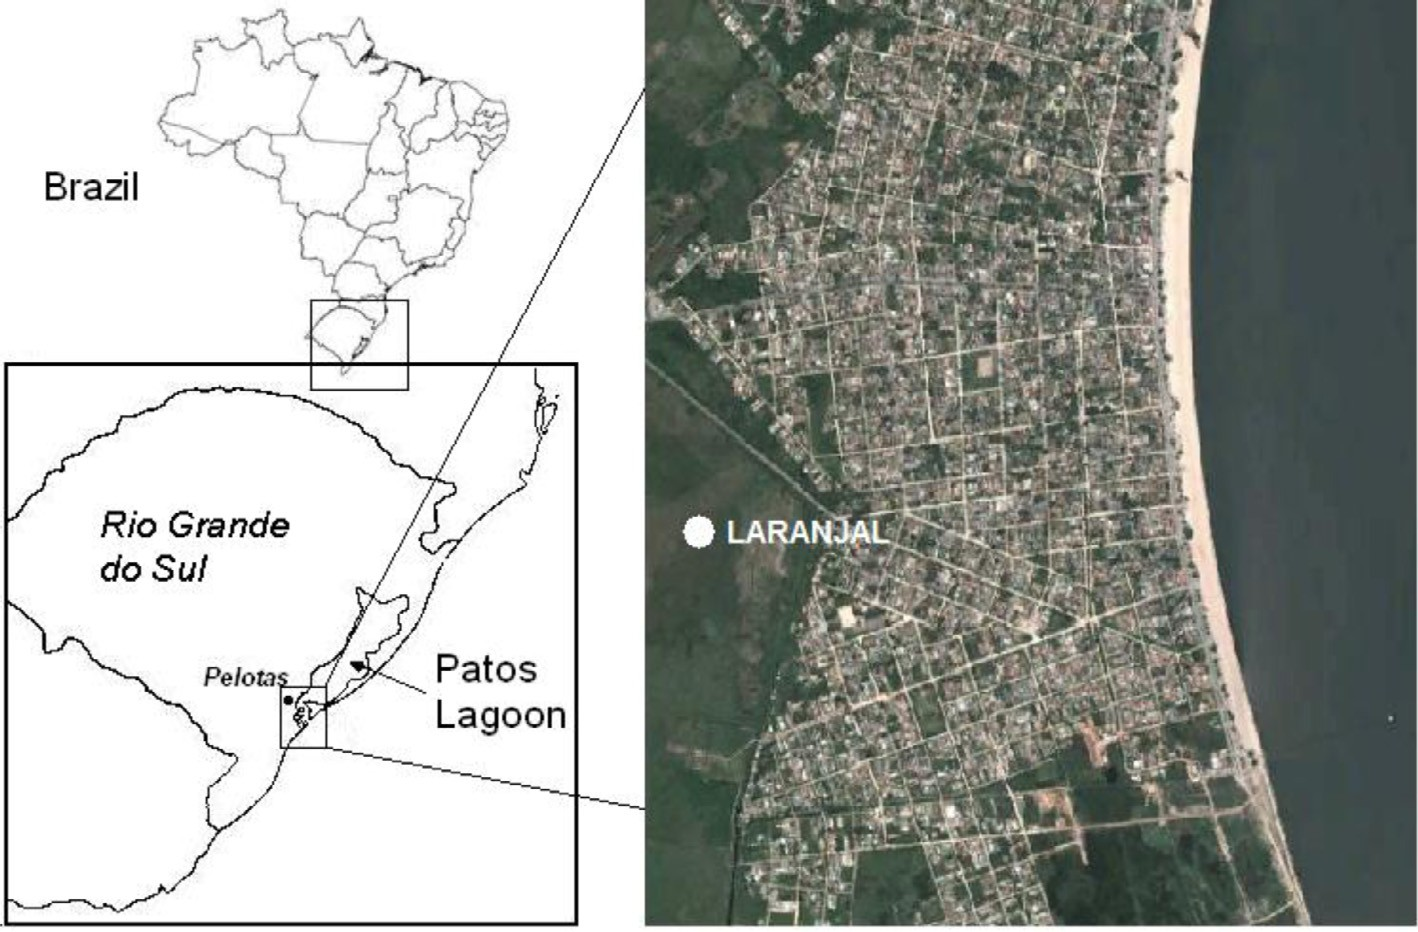 Brazil
Rio Grande
do Sul
Pelotas
Patos
Lagoon
LARANJAL